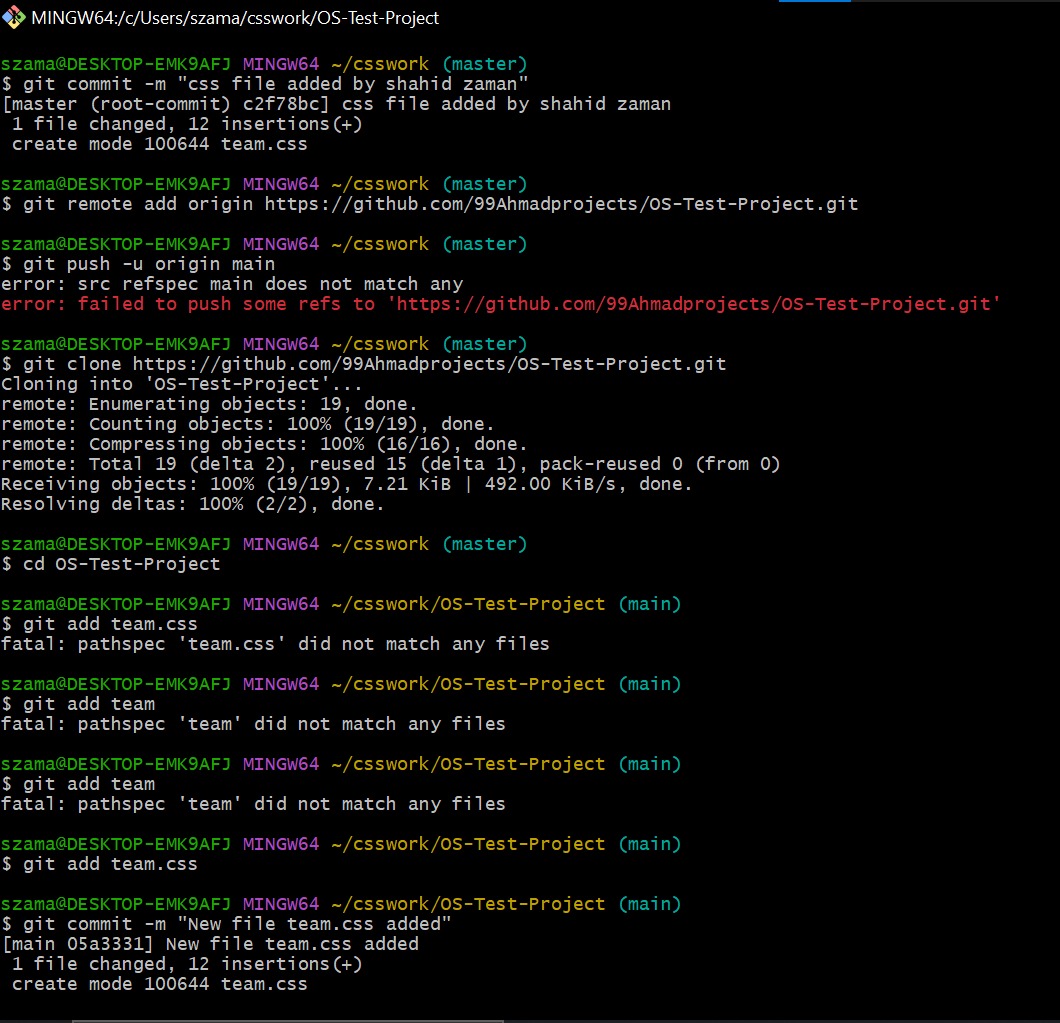 MINGW64:/c/Users/szama/csswork/OS-Test-Project
szama@DESKTOP-EMK9AFJ MINGW64 ~/csswork (master)
$ git commit -m "css file added by shahid zaman"
[master (root-commit) c2f78bc] css file added by shahid zaman
 1 file changed, 12 insertions(+)
 create mode 100644 team.css
szama@DESKTOP-EMK9AFJ MINGW64 ~/csswork (master)
$ git remote add origin https://github.com/99Ahmadprojects/OS-Test-Project.git
szama@DESKTOP-EMK9AFJ MINGW64 ~/csswork (master)
$ git push -u origin main
error: src refspec main does not match any
error: failed to push some refs to 'https://github.com/99Ahmadprojects/OS-Test-Project.git'
szama@DESKTOP-EMK9AFJ MINGW64 ~/csswork (master)
$ git clone https://github.com/99Ahmadprojects/OS-Test-Project.git
Cloning into 'OS-Test-Project'...
remote: Enumerating objects: 19, done.
remote: Counting objects: 100% (19/19), done.
remote: Compressing objects: 100% (16/16), done.
remote: Total 19 (delta 2), reused 15 (delta 1), pack-reused 0 (from 0)
Receiving objects: 100% (19/19), 7.21 KiB | 492.00 KiB/s, done.
Resolving deltas: 100% (2/2), done.
szama@DESKTOP-EMK9AFJ MINGW64 ~/csswork (master)
$ cd OS-Test-Project
szama@DESKTOP-EMK9AFJ MINGW64 ~/csswork/OS-Test-Project (main)
$ git add team.css
fatal: pathspec 'team.css' did not match any files
szama@DESKTOP-EMK9AFJ MINGW64 ~/csswork/OS-Test-Project (main)
$ git add team
fatal: pathspec 'team' did not match any files
szama@DESKTOP-EMK9AFJ MINGW64 ~/csswork/OS-Test-Project (main)
$ git add team
fatal: pathspec 'team' did not match any files
szama@DESKTOP-EMK9AFJ MINGW64 ~/csswork/OS-Test-Project (main)
$ git add team.css
szama@DESKTOP-EMK9AFJ MINGW64 ~/csswork/OS-Test-Project (main)
$ git commit -m "New file team.css added"
[main 05a3331] New file team.css added
 1 file changed, 12 insertions(+)
 create mode 100644 team.css